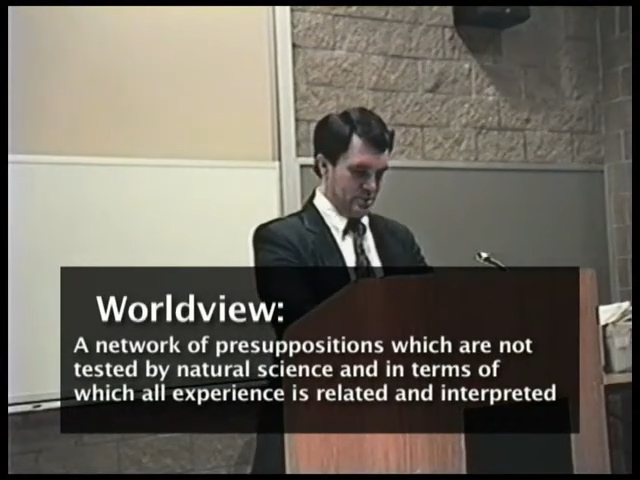 Worldview:
A network of presuppositions which are not
tested by natural science and in terms of
which all experience is related and interpreted